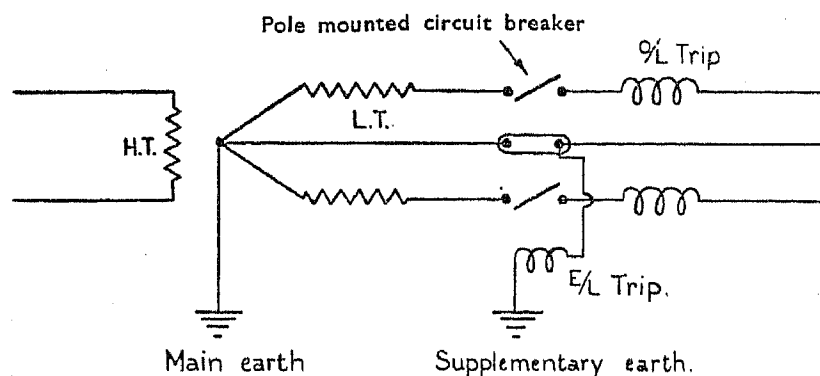 Pole mounted circuit breaker
O/L Trip
L.T.
H.T.
E/L Trip.
Main earth
Supplementary earth.